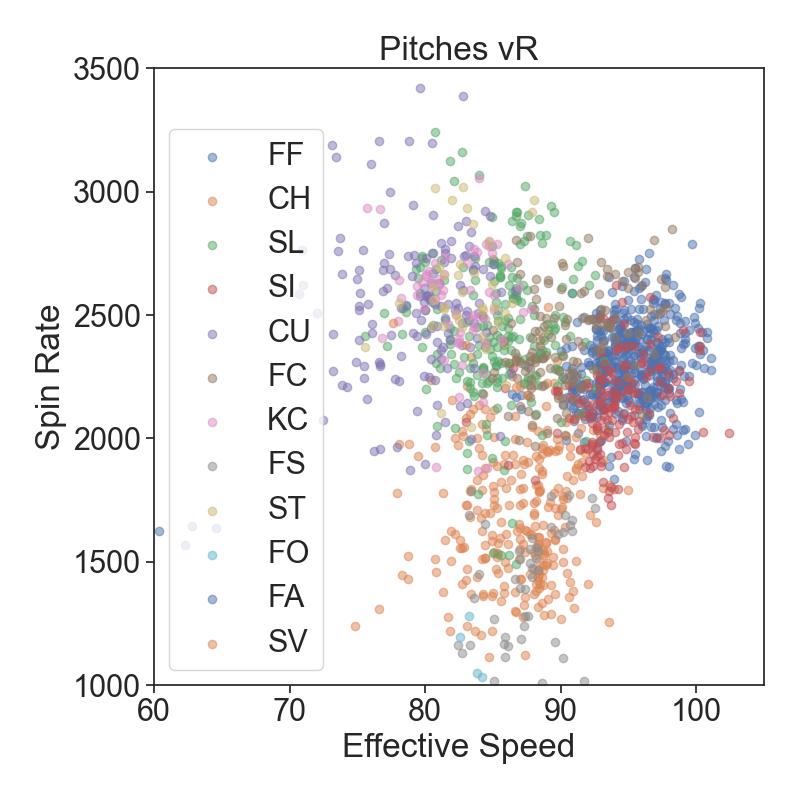 Pitches vR
3500
3000
2500
2000
1500
1000
Spin Rate
FF
CH
SL
SI
CU
FC
KC
FS
ST
FO
FA
SV
60 70 80 90 100
Effective Speed